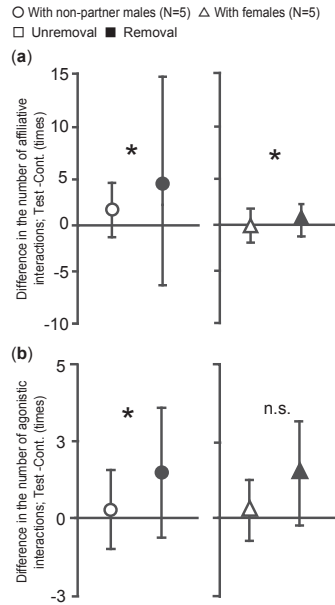 ○ With non-partner males (N=5) △ With females (N=5)
□ Unremoval ■ Removal
(a)
Difference in the number of affiliative
interactions; Test -Cont. (times)
15
10
5
0
-5
-10
*
*
(b)
Difference in the number of agonistic
interactions; Test -Cont. (times)
5
3
0
-3
*
n.s.